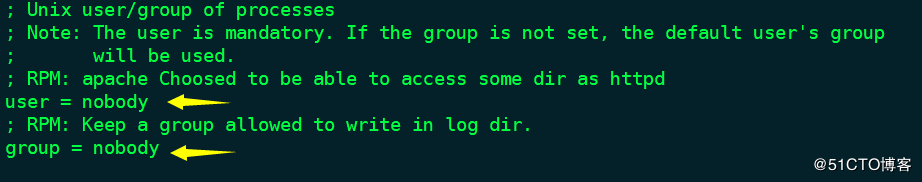 ; Unix user/group of processes
; Note: The user is mandatory. If the group is not set, the default user's group
;       will be used.
; RPM: apache Choosed to be able to access some dir as httpd
user = nobody
; RPM: Keep a group allowed to write in log dir.
group = nobody
@51CTO博客